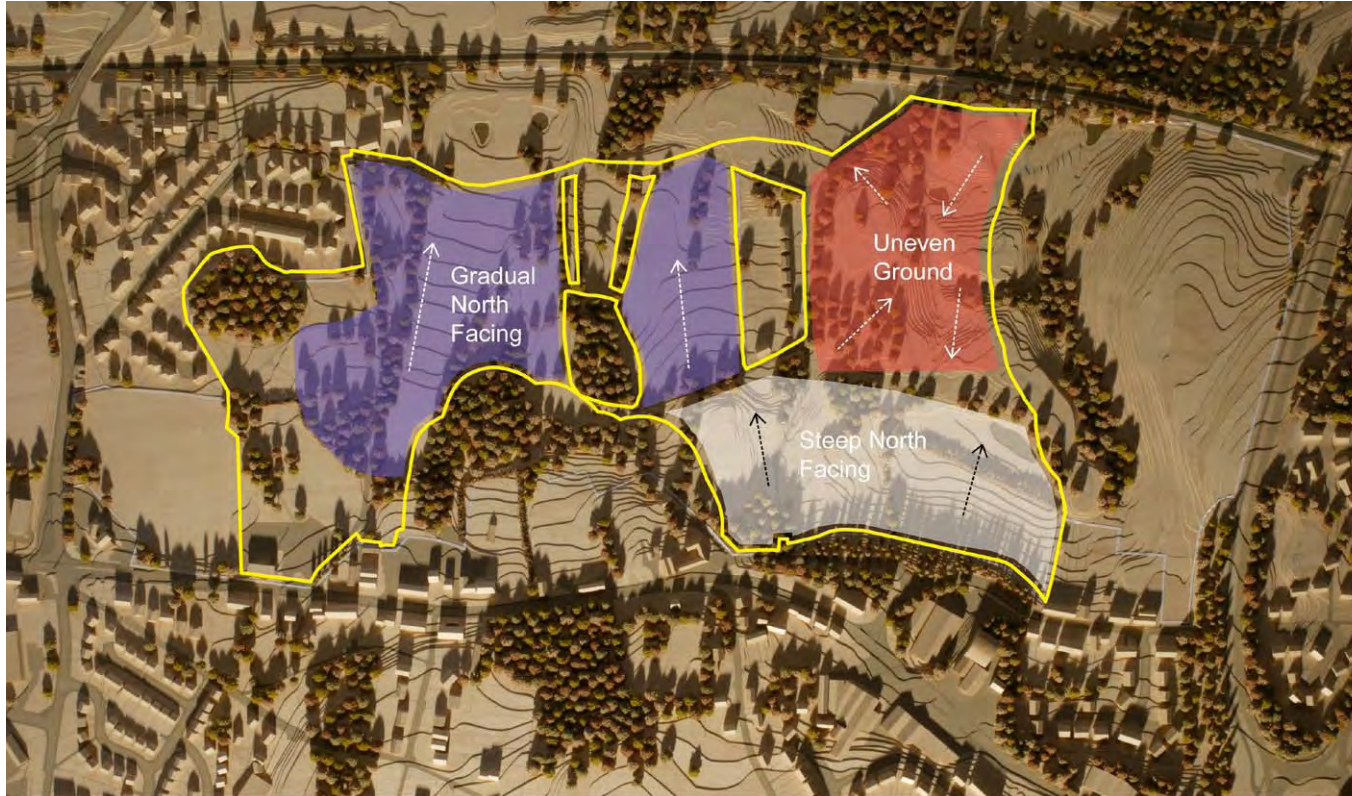 Gradual
North
Facing
Uneven
Ground
Steep North
Facing